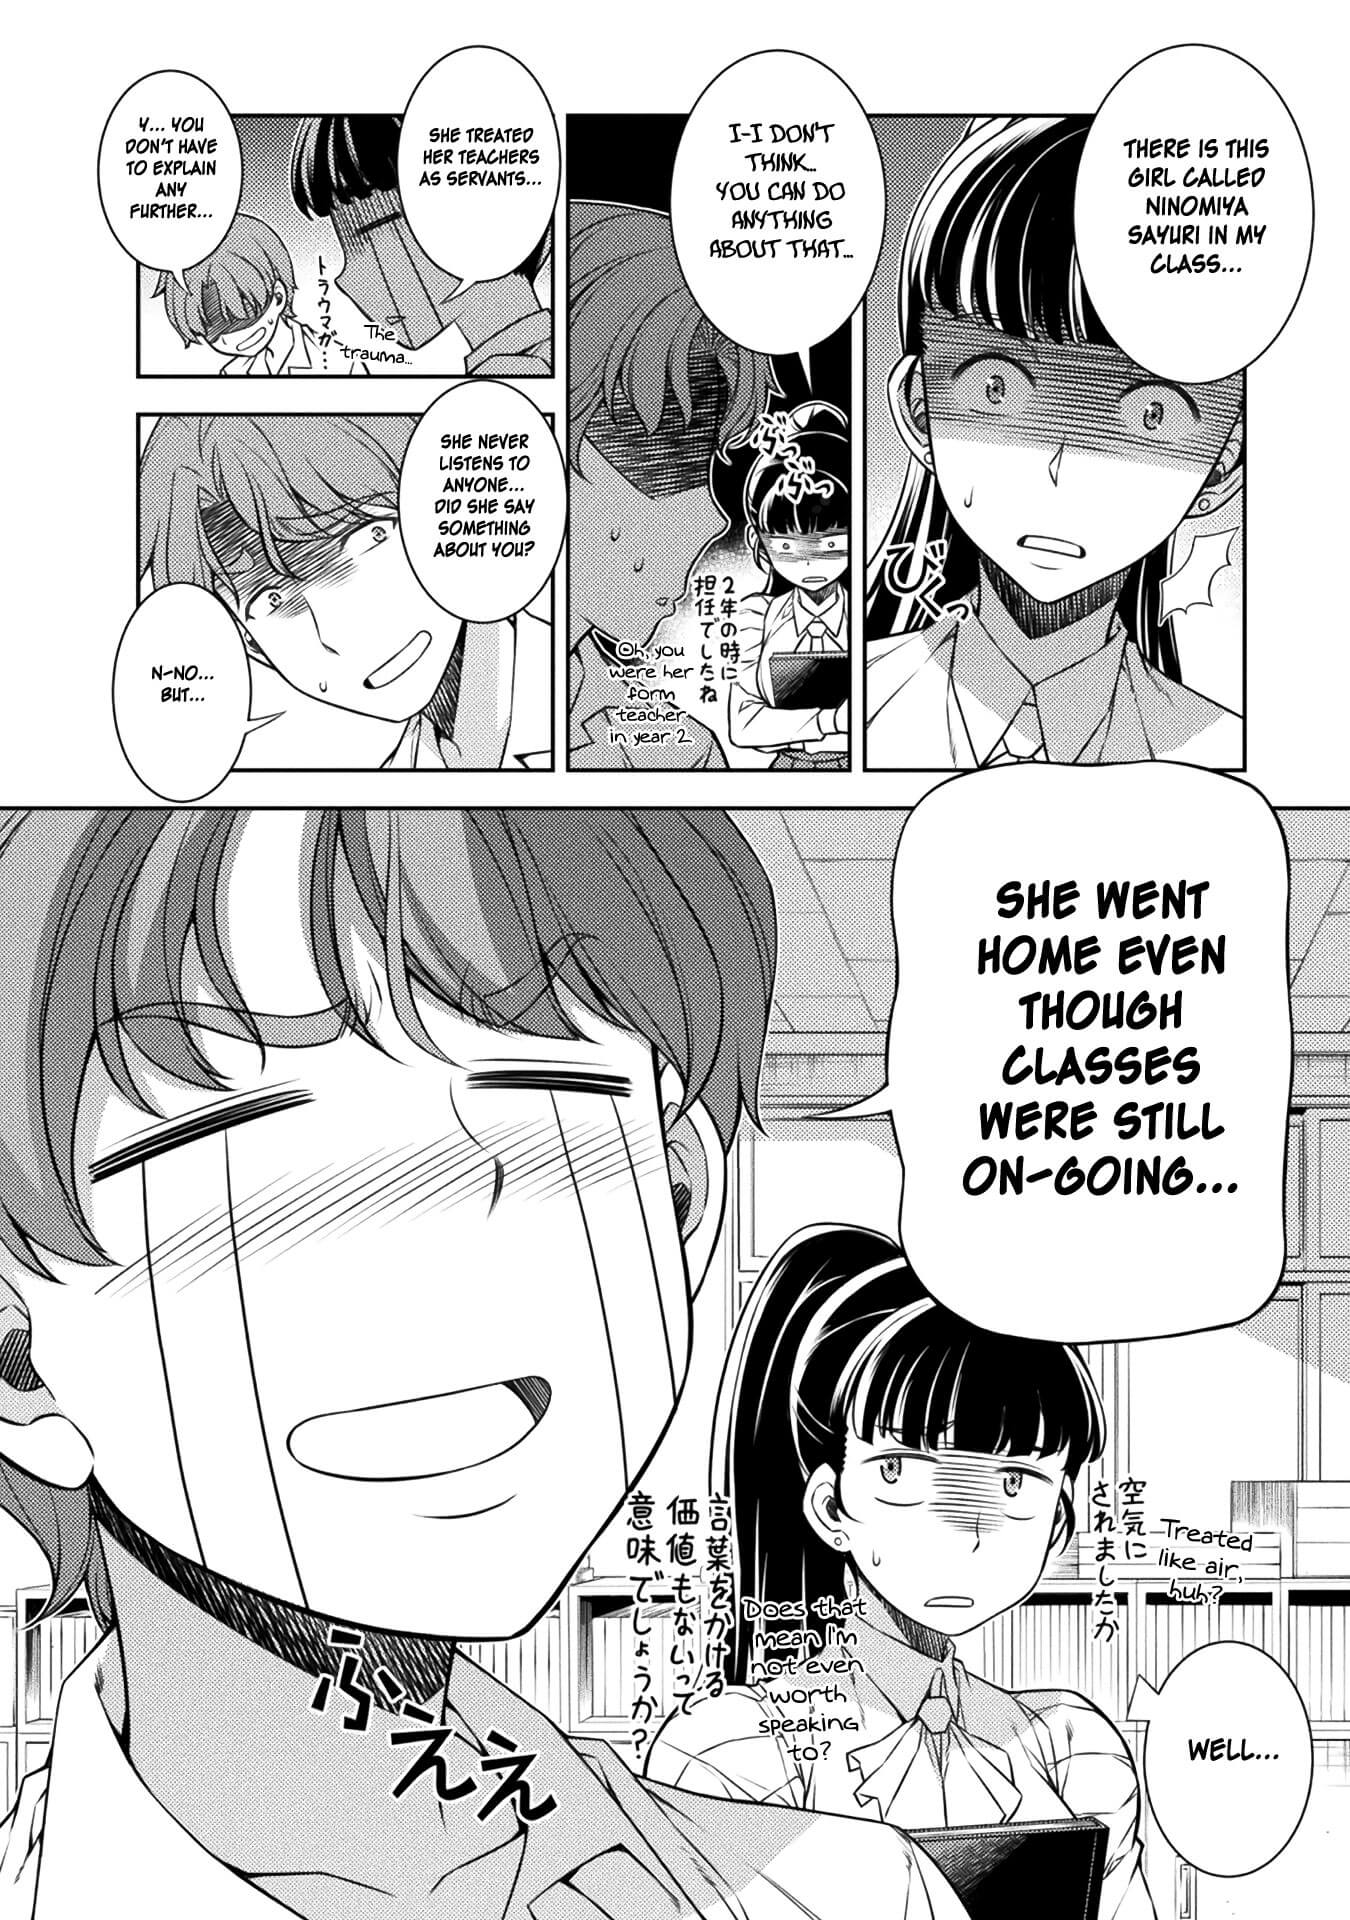 THERE IS THIS
GIRL CALLED
NINOMIYA
SAYURI IN MY
CLASS...
びくっ
I-I DON'T
THINK...
YOU CAN DO
ANYTHING
ABOUT THAT...
ぶつぶつ
2年の時に
担任でしたね
Oh, you
were her
form
teacher
in year 2
SHE TREATED
HER TEACHERS
AS SERVANTS...
Y... YOU
DON'T HAVE
TO EXPLAIN
ANY
FURTHER...
トラウマが…
The
trauma...
SHE NEVER
LISTENS TO
ANYONE...
DID SHE SAY
SOMETHING
ABOUT YOU?
N-NO...
BUT...
SHE WENT
HOME EVEN
THOUGH
CLASSES
WERE STILL
ON-GOING...
空気に
されましたか
Treated
like air,
huh?
WELL...
言葉をかける
価値もないって
意味でしょうか?
Does that
mean I'm
not even
worth
speaking
to?
ふええ